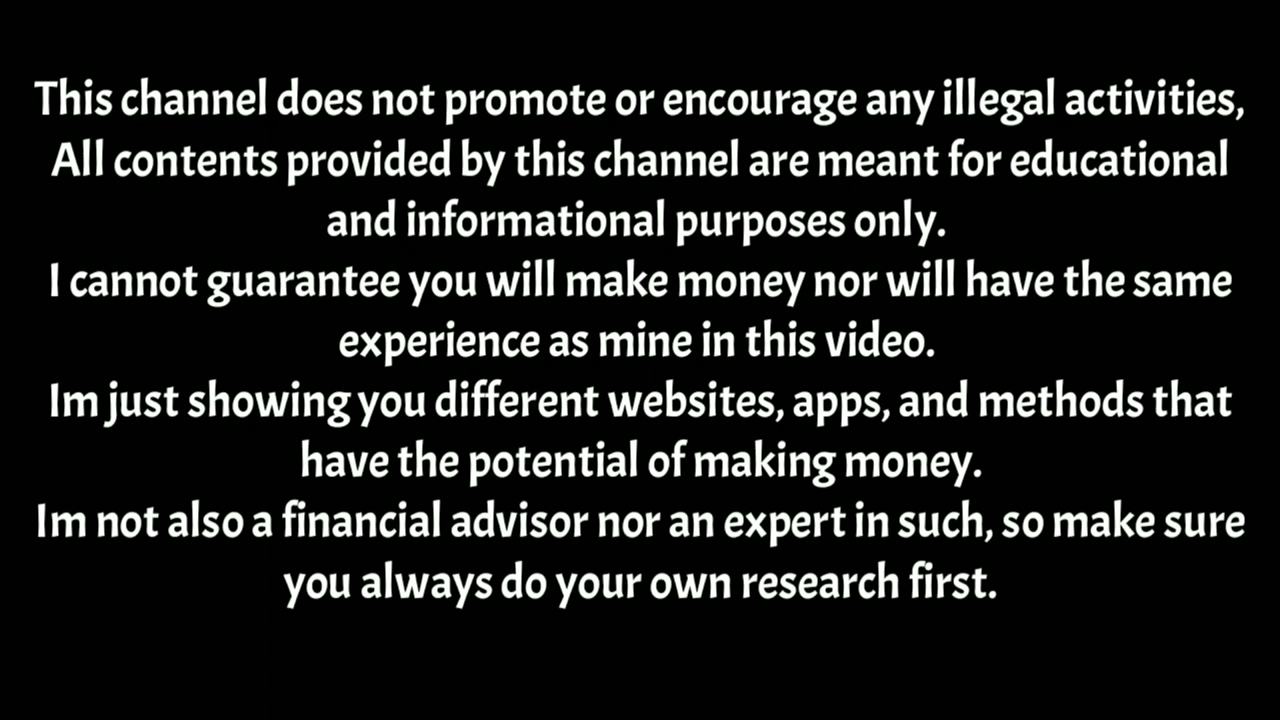 This channel does not promote or encourage any illegal activities,
All contents provided by this channel are meant for educational
and informational purposes only.
I cannot guarantee you will make money nor will have the same
experience as mine in this video.
Im just showing you different websites, apps, and methods that
have the potential of making money.
Im not also a financial advisor nor an expert in such, so make sure
you always do your own research first.